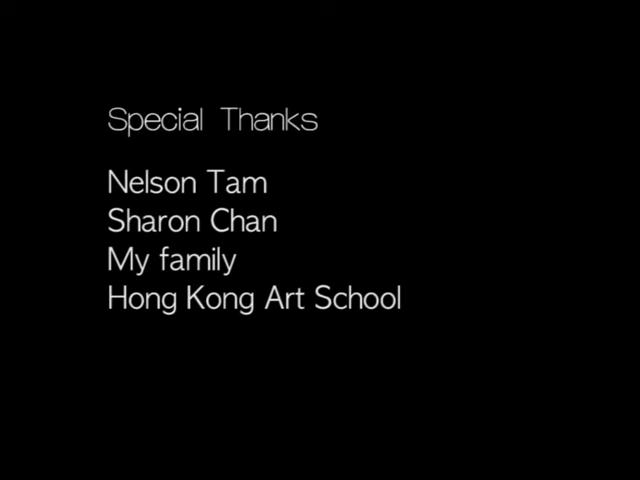 Special Thanks
Nelson Tam
Sharon Chan
My family
Hong Kong Art School